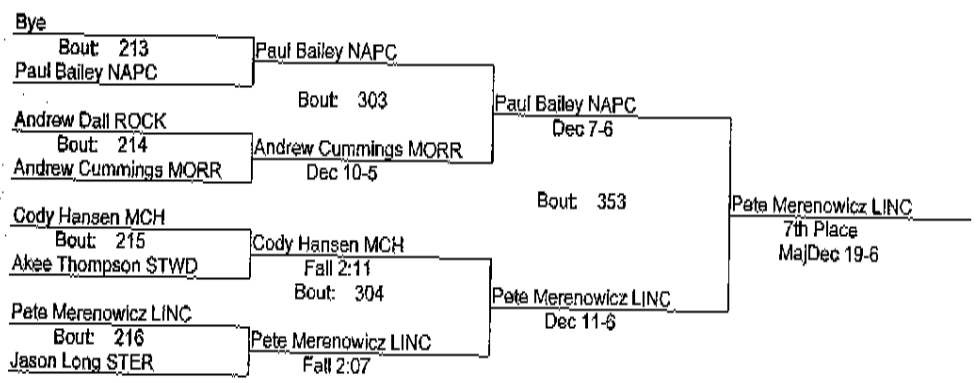 Bye
Bout: 213
Paul Bailey NAPC
Paul Bailey NAPC
Bout: 303
Andrew Dall ROCK
Bout: 214
Andrew Cummings MORR
Andrew Cummings MORR
Dec 10-5
Paul Bailey NAPC
Dec 7-6
Bout: 353
Cody Hansen MCH
Bout: 215
Akee Thompson STWD
Cody Hansen MCH
Fall 2:11
Bout: 304
Pete Merenowicz LINC
Bout: 216
Jason Long STER
Pete Merenowicz LINC
Fall 2:07
Pete Merenowicz LINC
Dec 11-6
Pete Merenowicz LINC
7th Place
MajDec 19-6